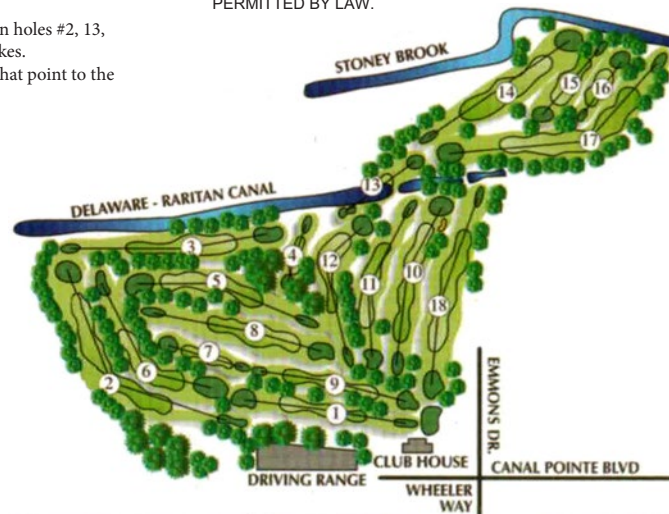 PERMITTED BY LAW.
n holes #2, 13,
kes.
hat point to the
STONEY BROOK
14
15
16
17
13
DELAWARE - RARITAN CANAL
3
4
12
11
10
18
5
8
7
6
2
9
1
DRIVING RANGE
CLUB HOUSE
EMMONS DR.
CANAL POINTE BLVD
WHEELER
WAY